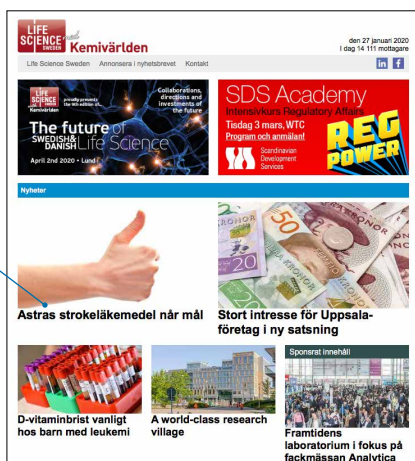 LIFE
SCIENCE
SWEDEN
med
Kemivärlden
den 27 januari 2020
I dag 14 111 mottagare
Life Science Sweden   Annonsera i nyhetsbrevet   Kontakt
in f
LIFE
SCIENCE
SWEDEN
Kemivärlden
proudly presents
the 9th edition of...
Collaborations,
directions and
investments of
the future
The future of
SWEDISH&
DANISH Life Science
April 2nd 2020 • Lund
SDS Academy
Intensivkurs Regulatory Affairs
Tisdag 3 mars, WTC
Program och anmälan!
Scandinavian
Development
Services
REG
POWER
Nyheter
Astras strokeläkemedel når mål
Stort intresse för Uppsala-
företag i ny satsning
D-vitaminbrist vanligt
hos barn med leukemi
A world-class research
village
Sponsrat innehåll
Framtidens
laboratorium i fokus på
fackmässan Analytica